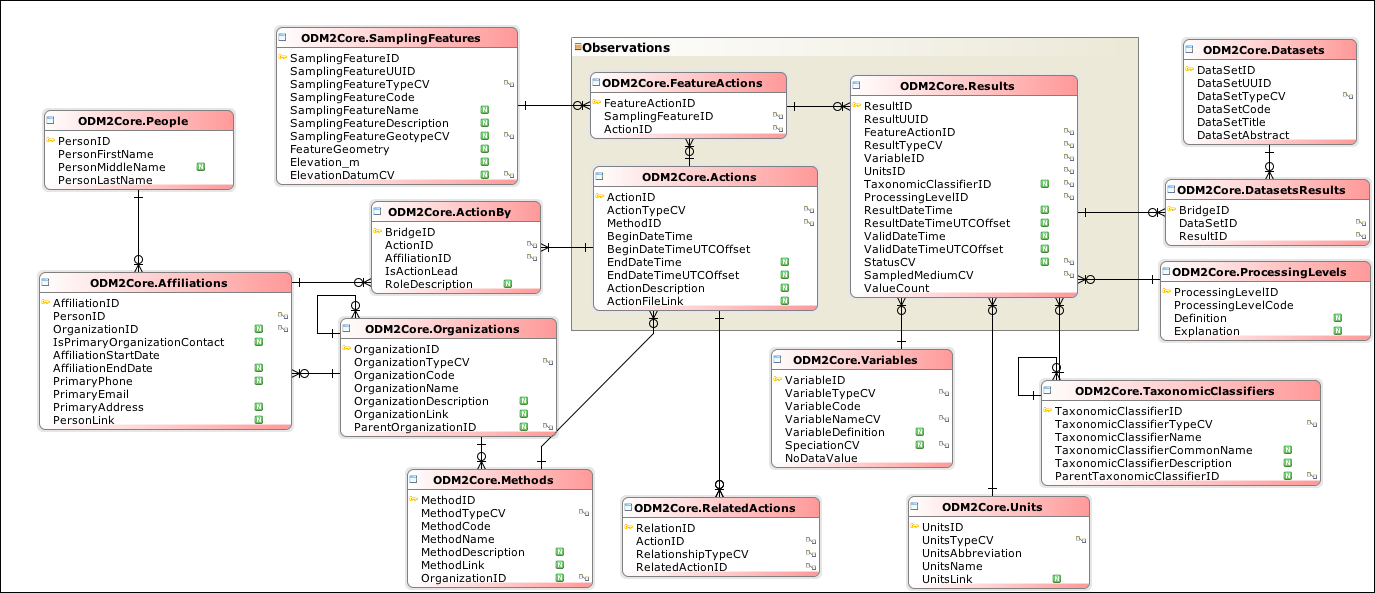 ODM2Core.People
PersonID
PersonFirstName
PersonMiddleName N
PersonLastName
ODM2Core.SamplingFeatures
SamplingFeatureID
SamplingFeatureUUID
SamplingFeatureTypeCV
SamplingFeatureCode
SamplingFeatureName N
SamplingFeatureDescription N
SamplingFeatureGeotypeCV N
FeatureGeometry N
Elevation_m N
ElevationDatumCV N
Observations
ODM2Core.FeatureActions
FeatureActionID
SamplingFeatureID
ActionID
ODM2Core.Results
ResultID
ResultUUID
FeatureActionID
ResultTypeCV
VariableID
UnitsID
TaxonomicClassifierID N
ProcessingLevelID
ResultDateTime N
ResultDateTimeUTCOffset N
ValidDateTime N
ValidDateTimeUTCOffset N
StatusCV N
SampledMediumCV
ValueCount
ODM2Core.Datasets
DataSetID
DataSetUUID
DataSetTypeCV
DataSetCode
DataSetTitle
DataSetAbstract
ODM2Core.Actions
ActionID
ActionTypeCV
MethodID
BeginDateTime
BeginDateTimeUTCOffset
EndDateTime N
EndDateTimeUTCOffset N
ActionDescription N
ActionFileLink N
ODM2Core.DatasetsResults
BridgeID
DataSetID
ResultID
ODM2Core.ActionBy
BridgeID
ActionID
AffiliationID
IsActionLead
RoleDescription N
ODM2Core.ProcessingLevels
ProcessingLevelID
ProcessingLevelCode
Definition N
Explanation N
ODM2Core.Affiliations
AffiliationID
PersonID
OrganizationID N
IsPrimaryOrganizationContact N
AffiliationStartDate
AffiliationEndDate N
PrimaryPhone N
PrimaryEmail
PrimaryAddress N
PersonLink N
ODM2Core.Organizations
OrganizationID
OrganizationTypeCV
OrganizationCode
OrganizationName
OrganizationDescription N
OrganizationLink N
ParentOrganizationID N
ODM2Core.Variables
VariableID
VariableTypeCV
VariableCode
VariableNameCV
VariableDefinition N
SpeciationCV N
NoDataValue
ODM2Core.TaxonomicClassifiers
TaxonomicClassifierID
TaxonomicClassifierTypeCV
TaxonomicClassifierName
TaxonomicClassifierCommonName N
TaxonomicClassifierDescription N
ParentTaxonomicClassifierID N
ODM2Core.Methods
MethodID
MethodTypeCV
MethodCode
MethodName
MethodDescription N
MethodLink N
OrganizationID N
ODM2Core.RelatedActions
RelationID
ActionID
RelationshipTypeCV
RelatedActionID
ODM2Core.Units
UnitsID
UnitsTypeCV
UnitsAbbreviation
UnitsName
UnitsLink N